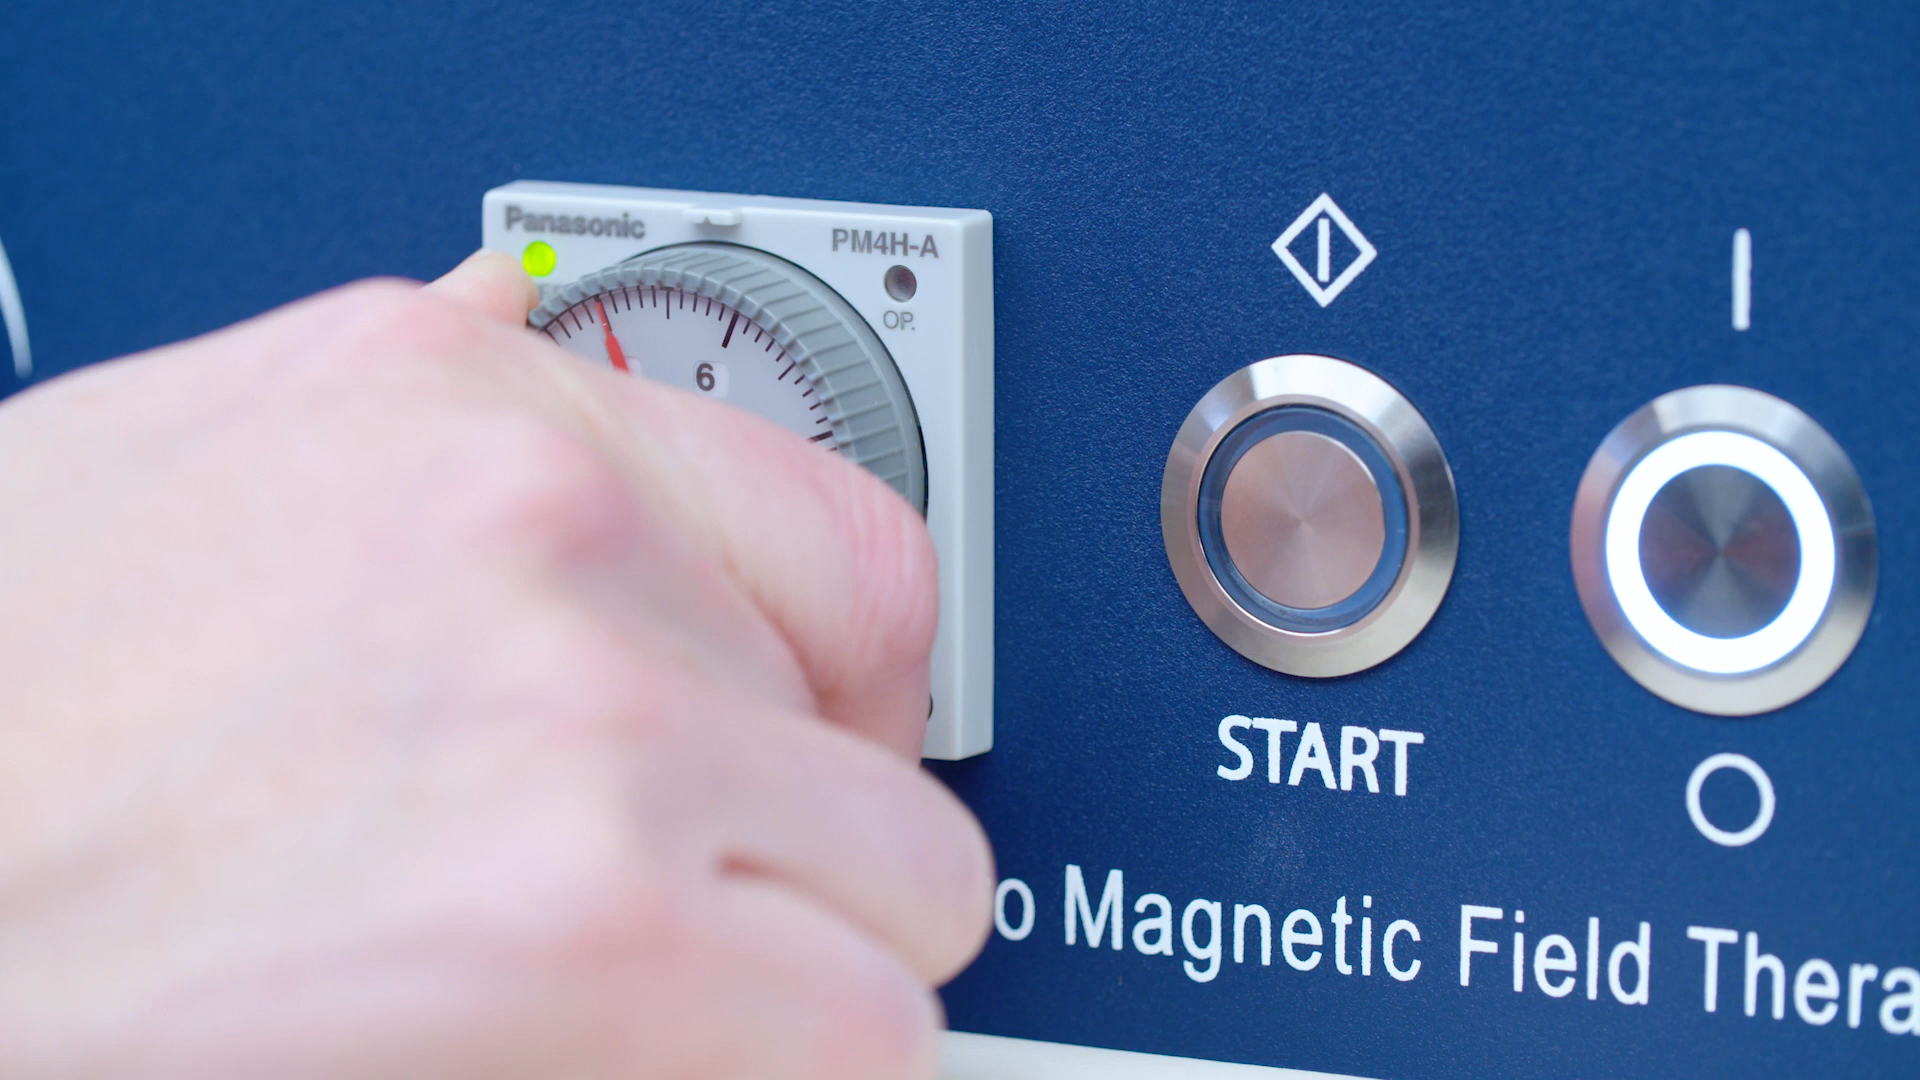 Panasonic
PM4H-A
OP.
6
START
o Magnetic Field Thera